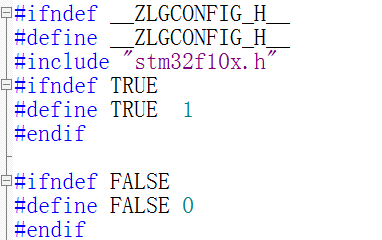 #ifndef __ZLGCONFIG_H__
#define __ZLGCONFIG_H__
#include "stm32f10x.h"
#ifndef TRUE
#define TRUE  1
#endif
#ifndef FALSE
#define FALSE 0
#endif